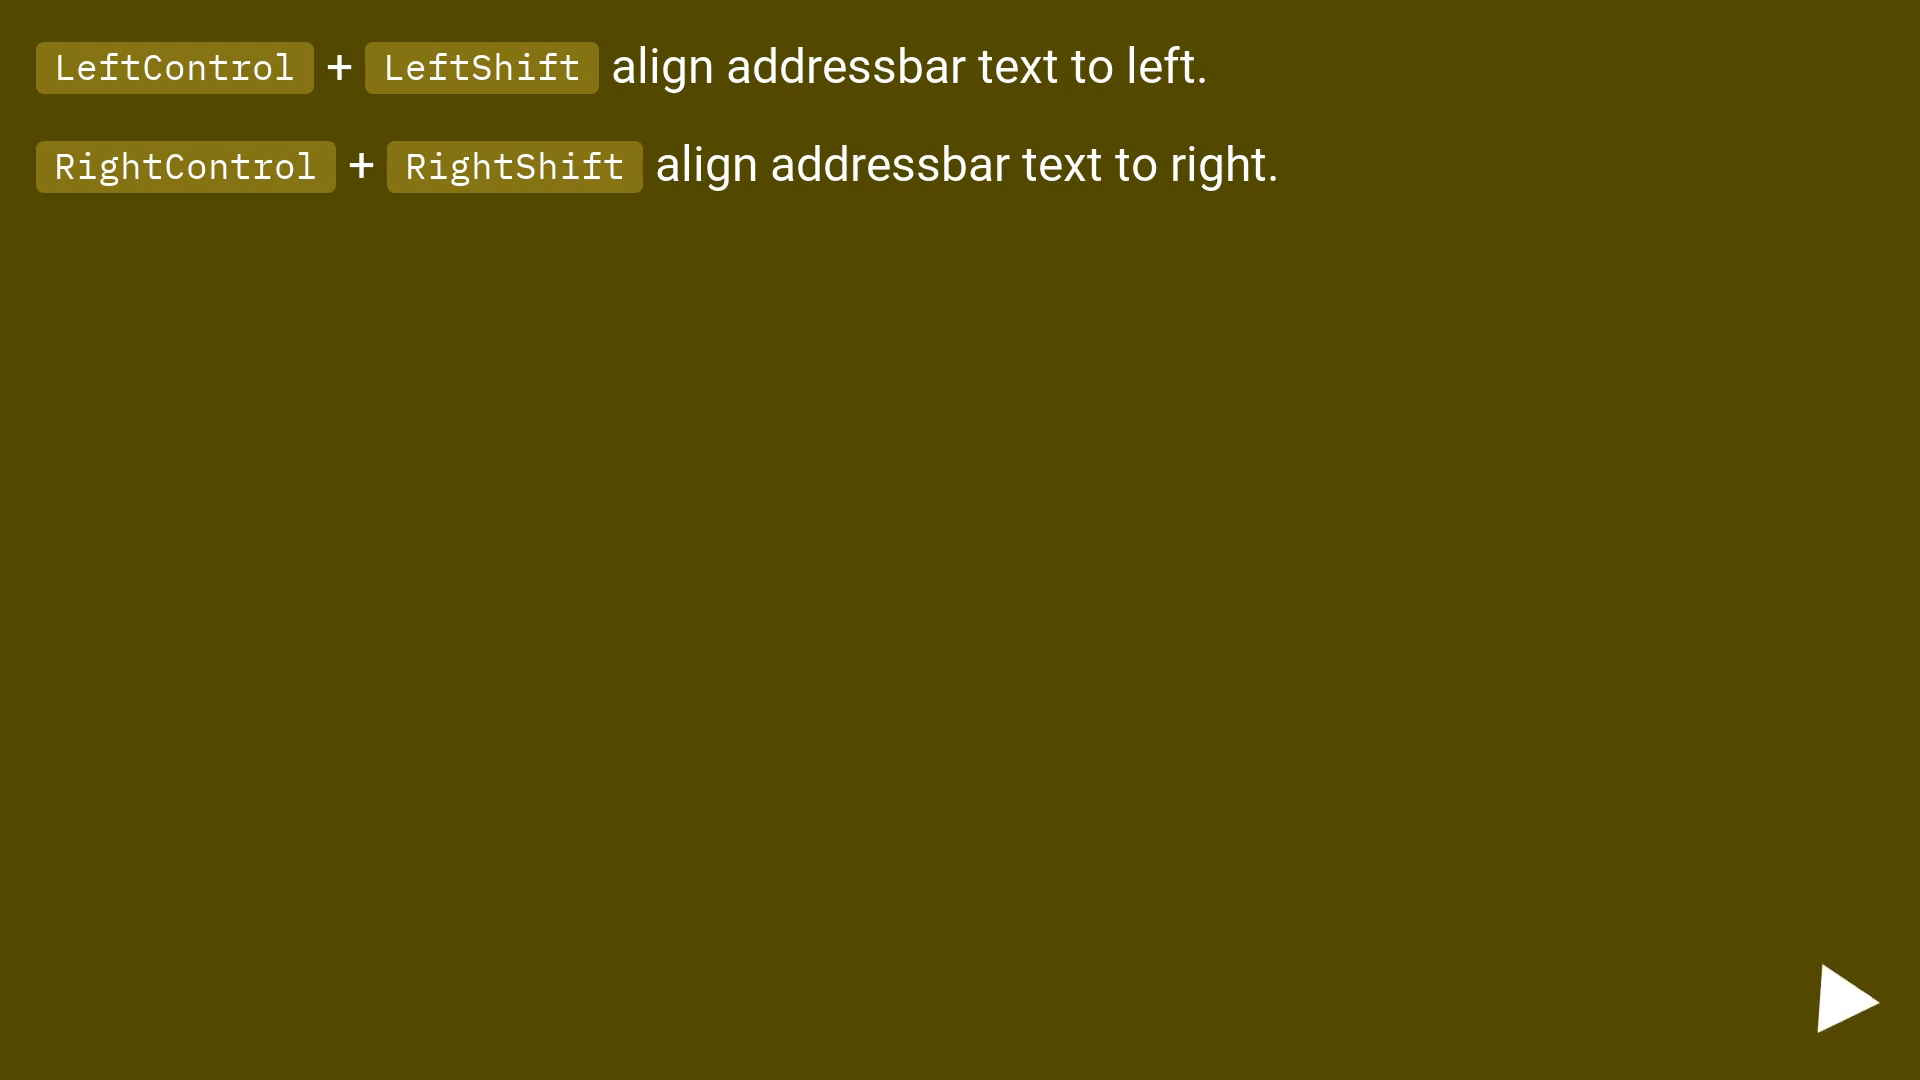 LeftControl + LeftShift align addressbar text to left.
RightControl + RightShift align addressbar text to right.